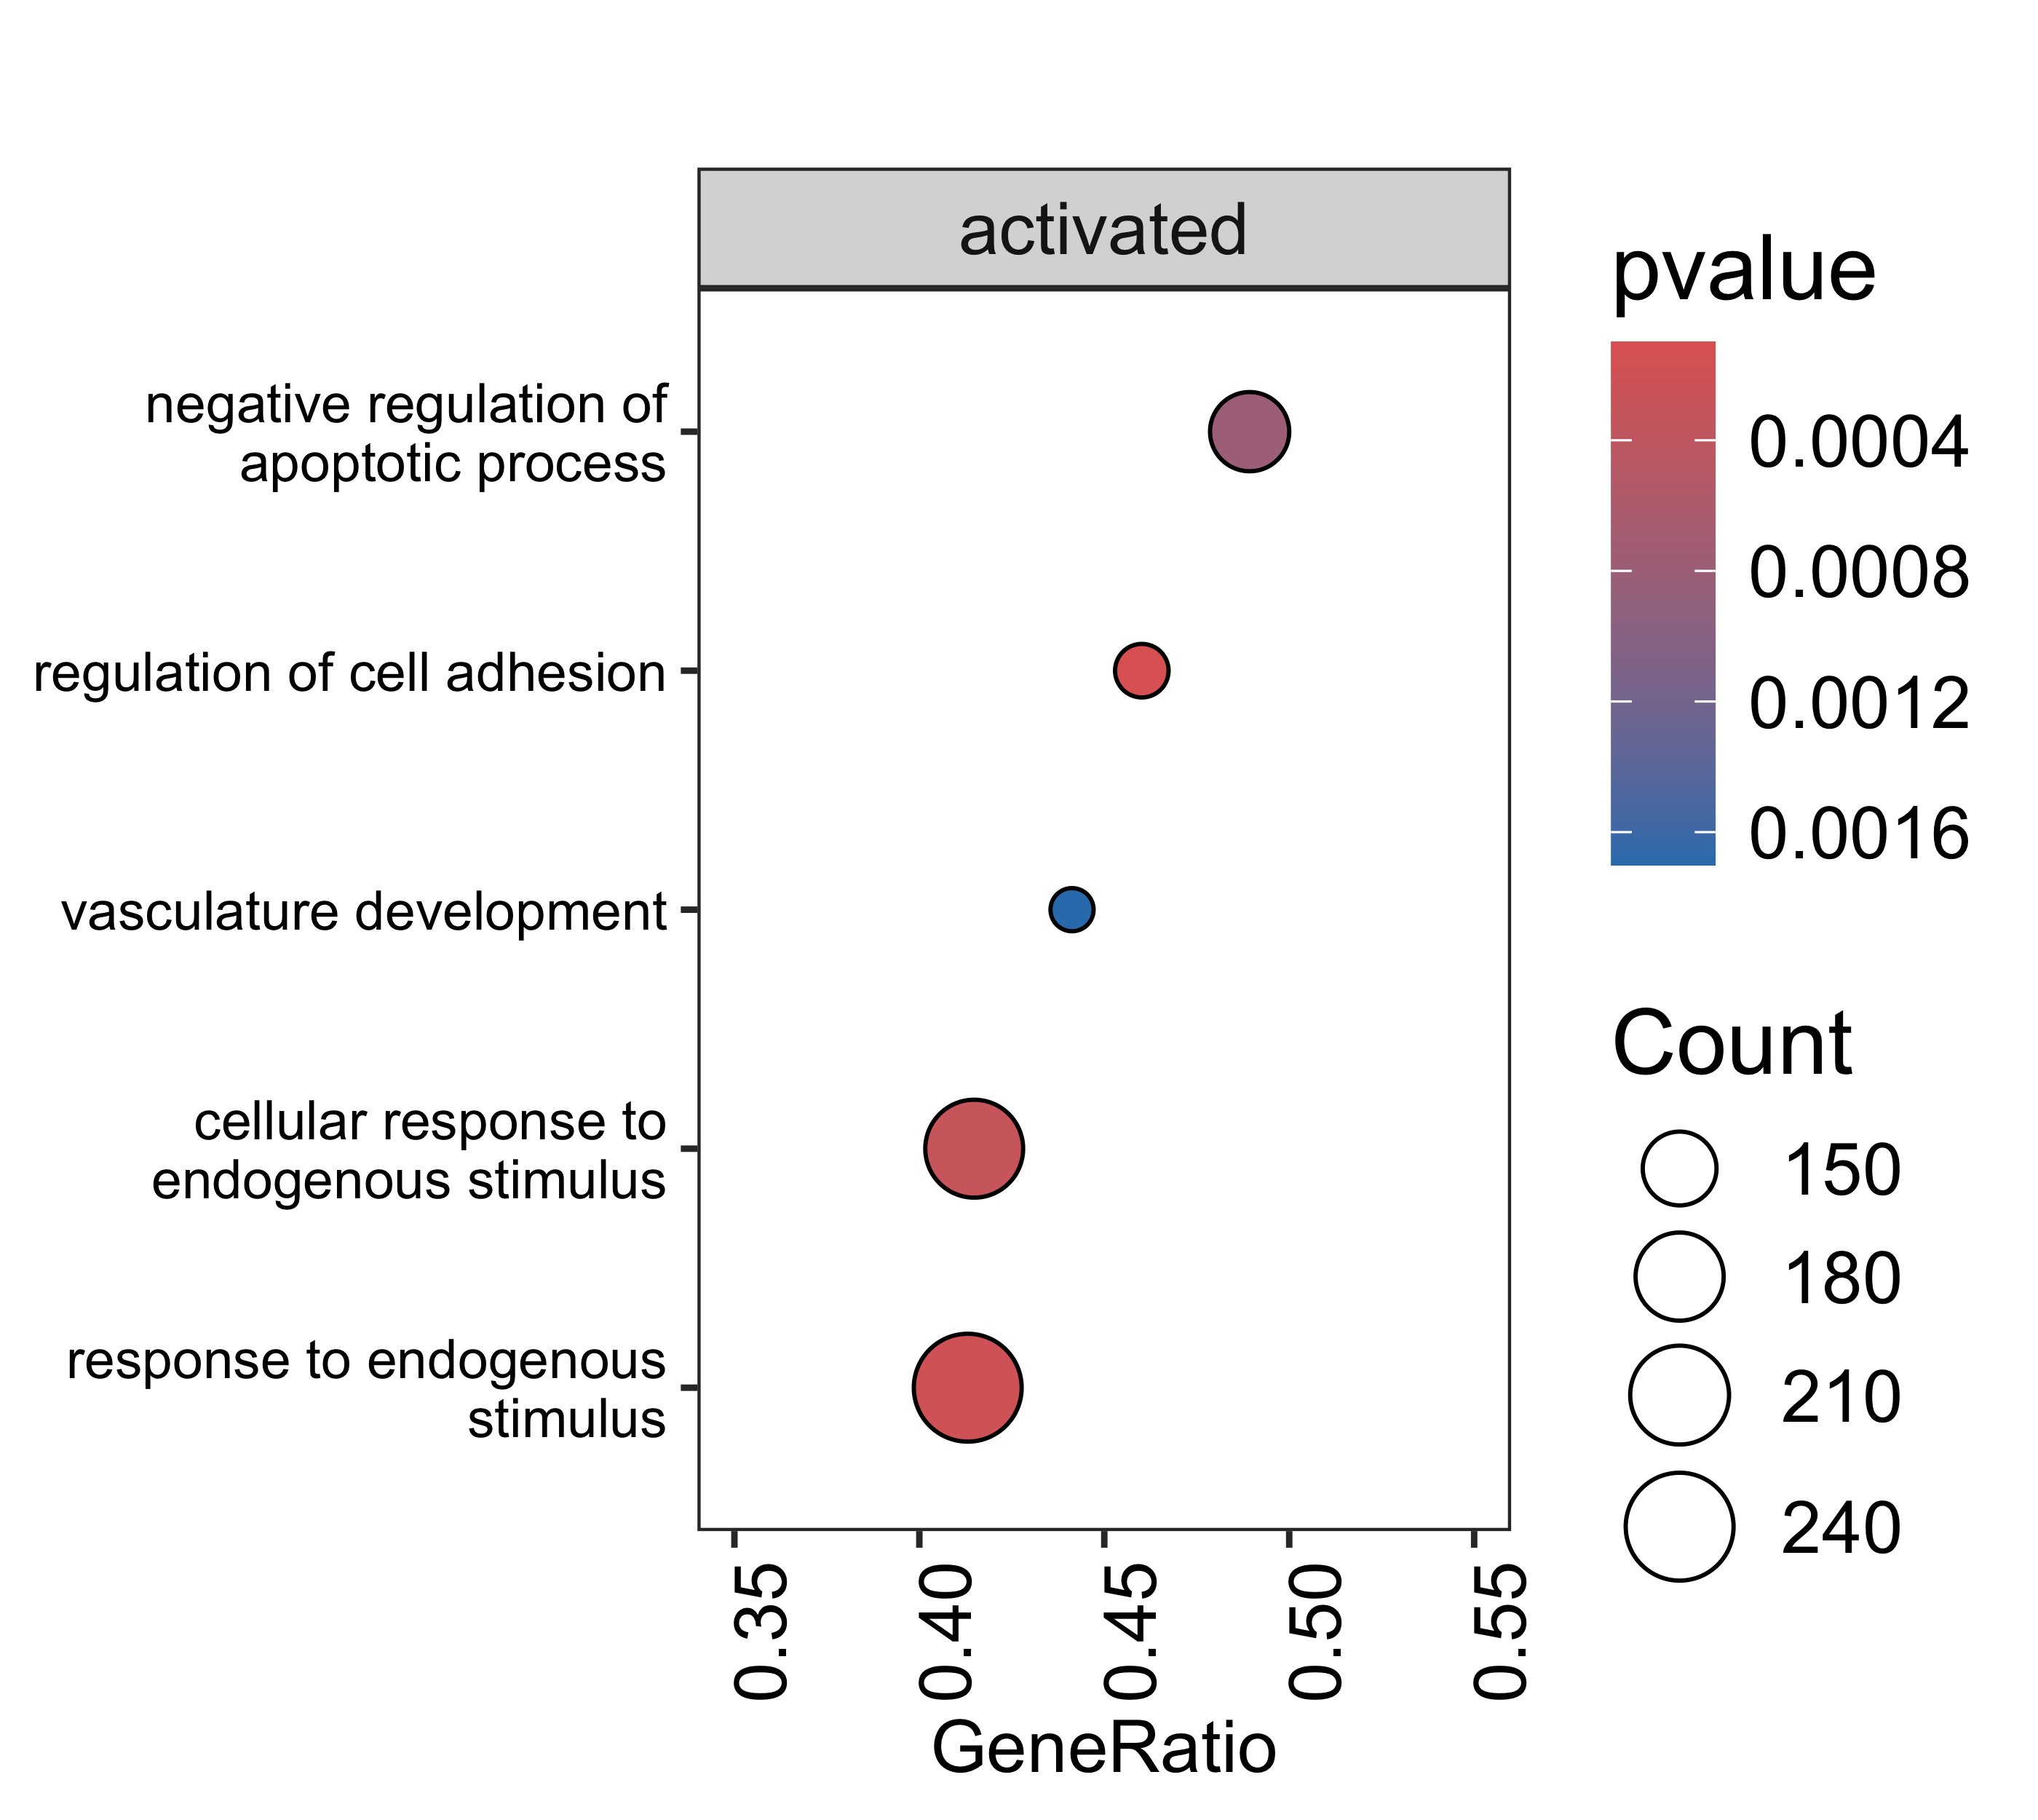 activated
negative regulation of
apoptotic process
regulation of cell adhesion
vasculature development
cellular response to
endogenous stimulus
response to endogenous
stimulus
0.35
0.40
0.45
0.50
0.55
GeneRatio
pvalue
0.0004
0.0008
0.0012
0.0016
Count
150
180
210
240